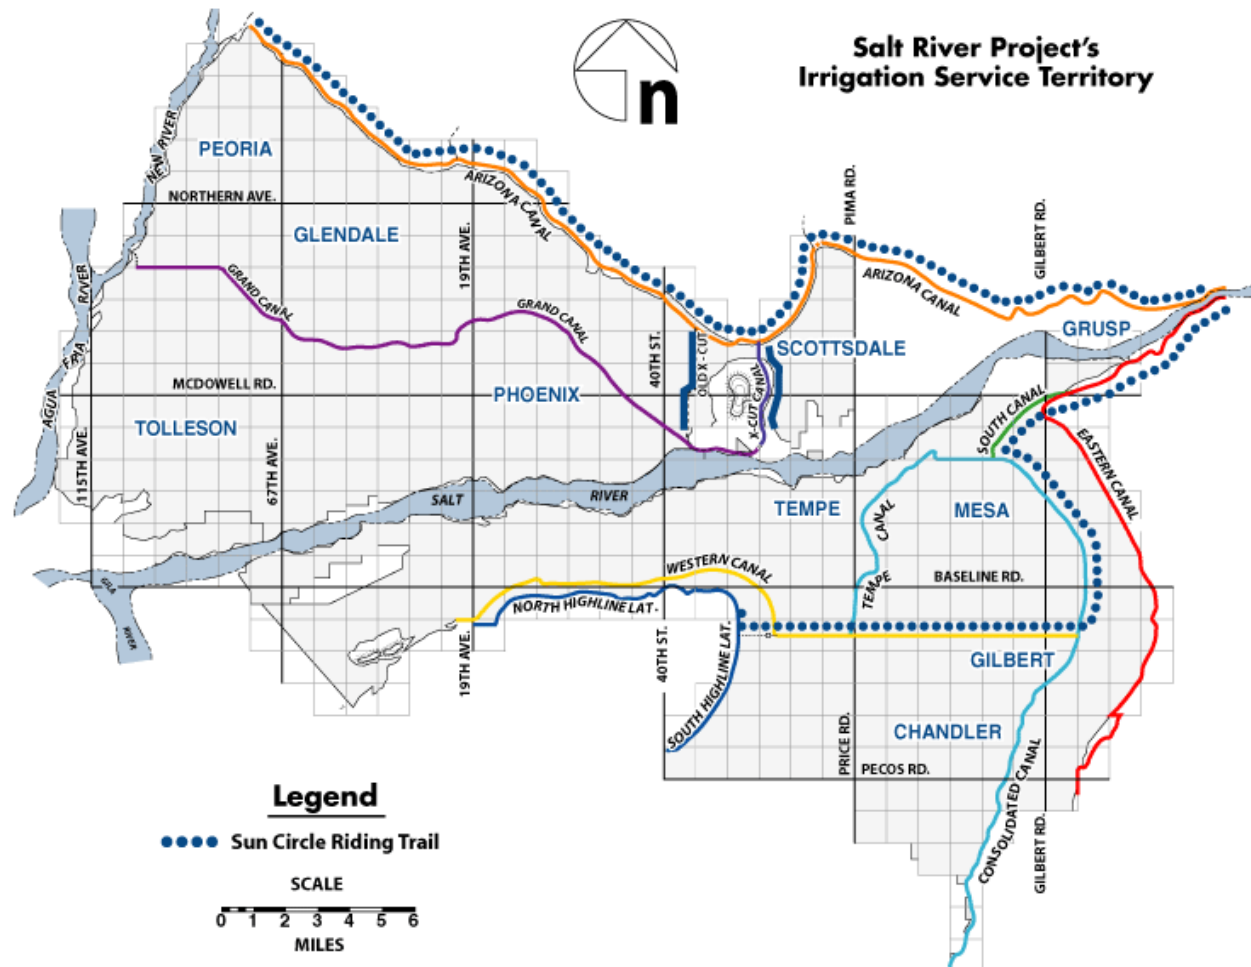 Salt River Project's
Irrigation Service Territory
n
NEW RIVER
PEORIA
NORTHERN AVE.
ARIZONA CANAL
PIMA RD.
GILBERT RD.
GLENDALE
19TH AVE.
AGUA FRIA RIVER
GRAND CANAL
GRAND CANAL
ARIZONA CANAL
GRUSP
40TH ST.
OLD X-CUT
SCOTTSDALE
MCDOWELL RD.
PHOENIX
X-CUT CANAL
SOUTH CANAL
TOLLESON
EASTERN CANAL
115TH AVE.
67TH AVE.
SALT RIVER
TEMPE
TEMPE CANAL
MESA
WESTERN CANAL
BASELINE RD.
GILA RIVER
NORTH HIGHLINE LAT.
19TH AVE.
40TH ST.
SOUTH HIGHLINE LAT.
GILBERT
CHANDLER
PRICE RD.
PECOS RD.
CONSOLIDATED CANAL
GILBERT RD.
Legend
Sun Circle Riding Trail
SCALE
0 1 2 3 4 5 6
MILES